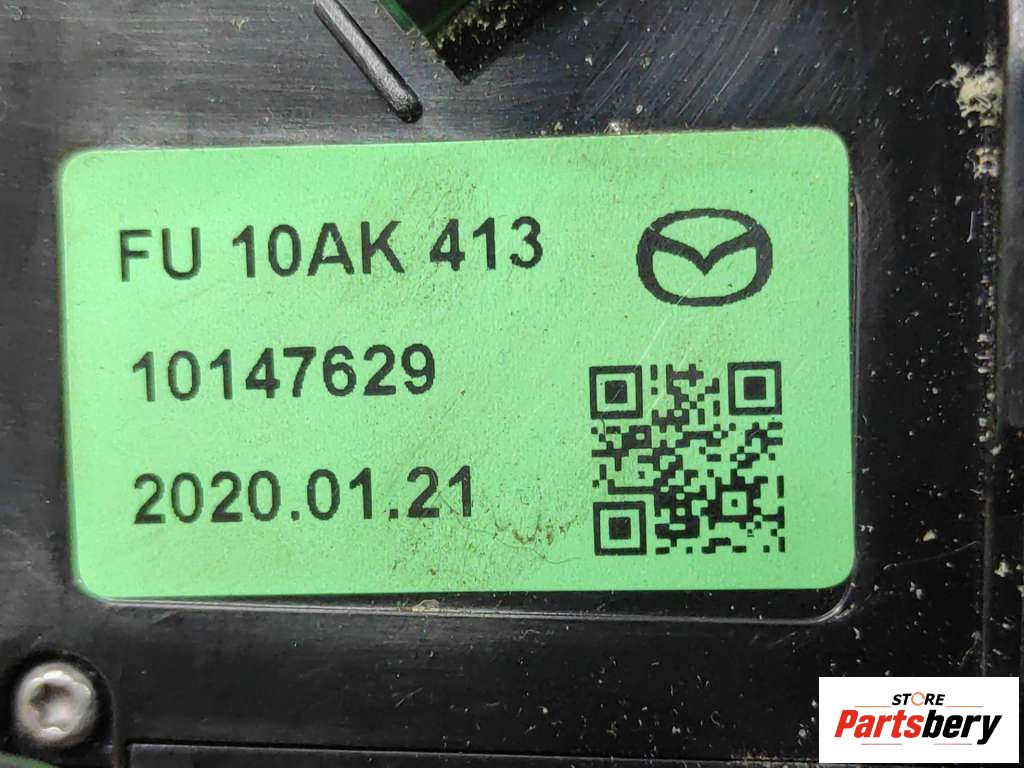 FU 10AK 413
10147629
2020.01.21
STORE
Partsbery